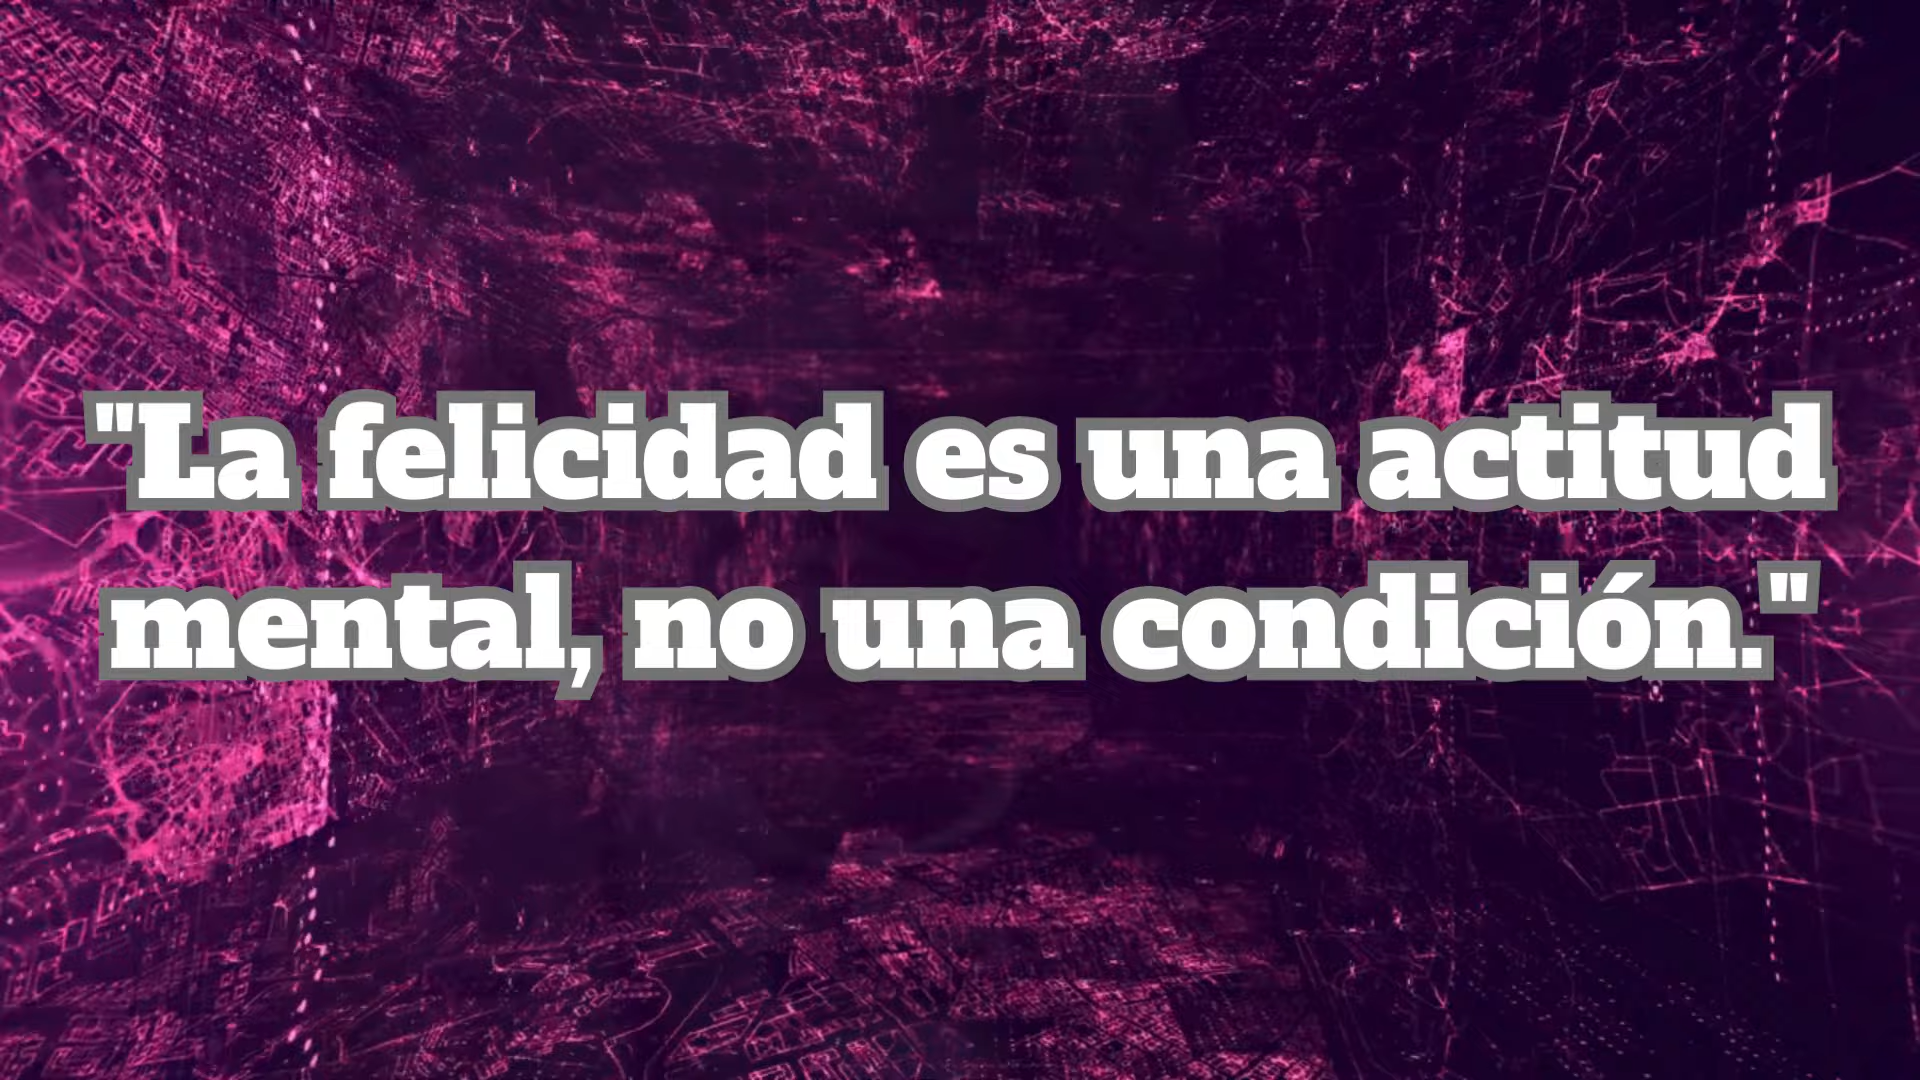 "La felicidad es una actitud
mental, no una condición."